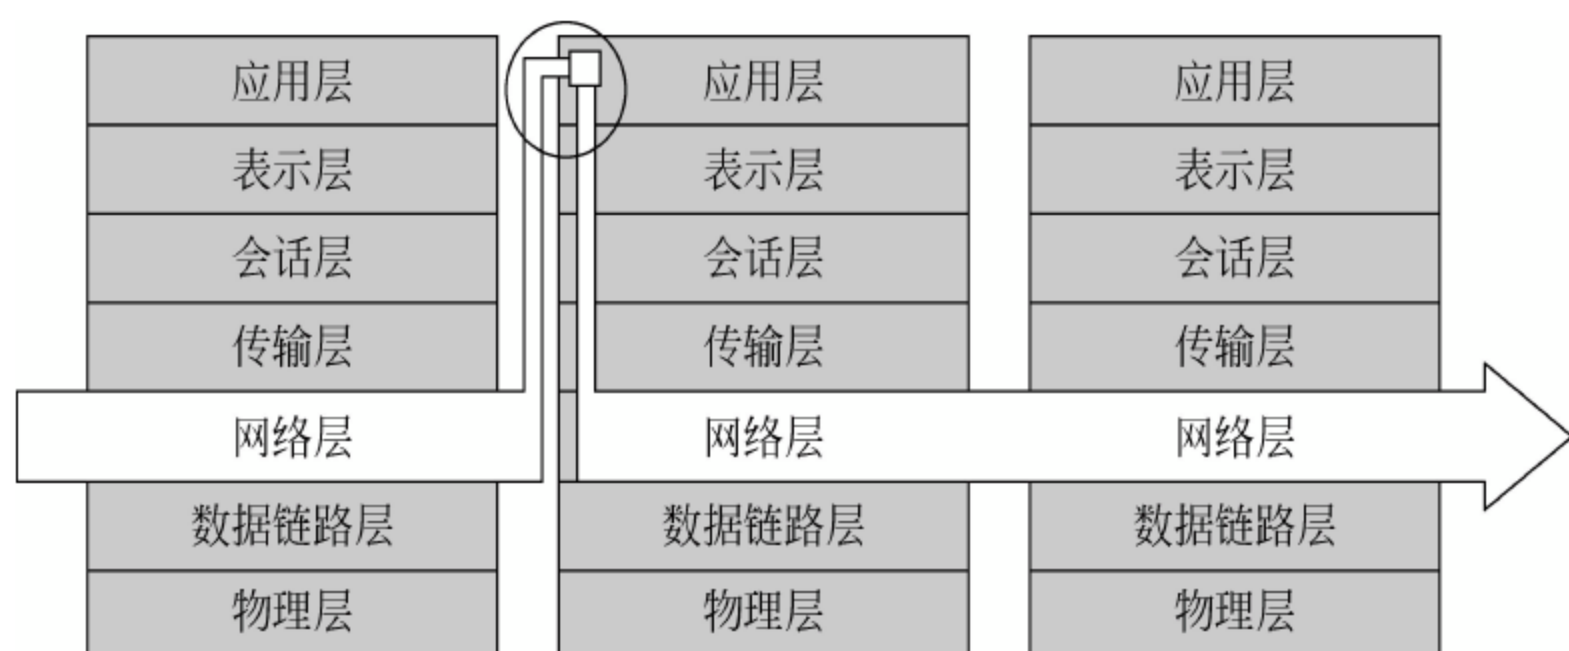 应用层 应用层 应用层
表示层 表示层 表示层
会话层 会话层 会话层
传输层 传输层 传输层
网络层 网络层 网络层
数据链路层 数据链路层 数据链路层
物理层 物理层 物理层